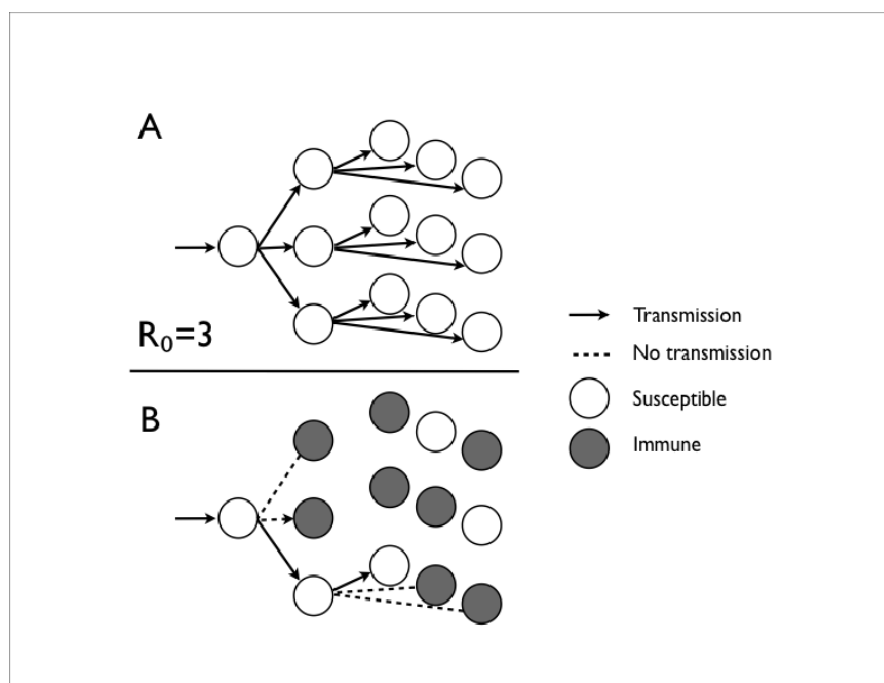 A
R₀=3
B
Transmission
No transmission
Susceptible
Immune